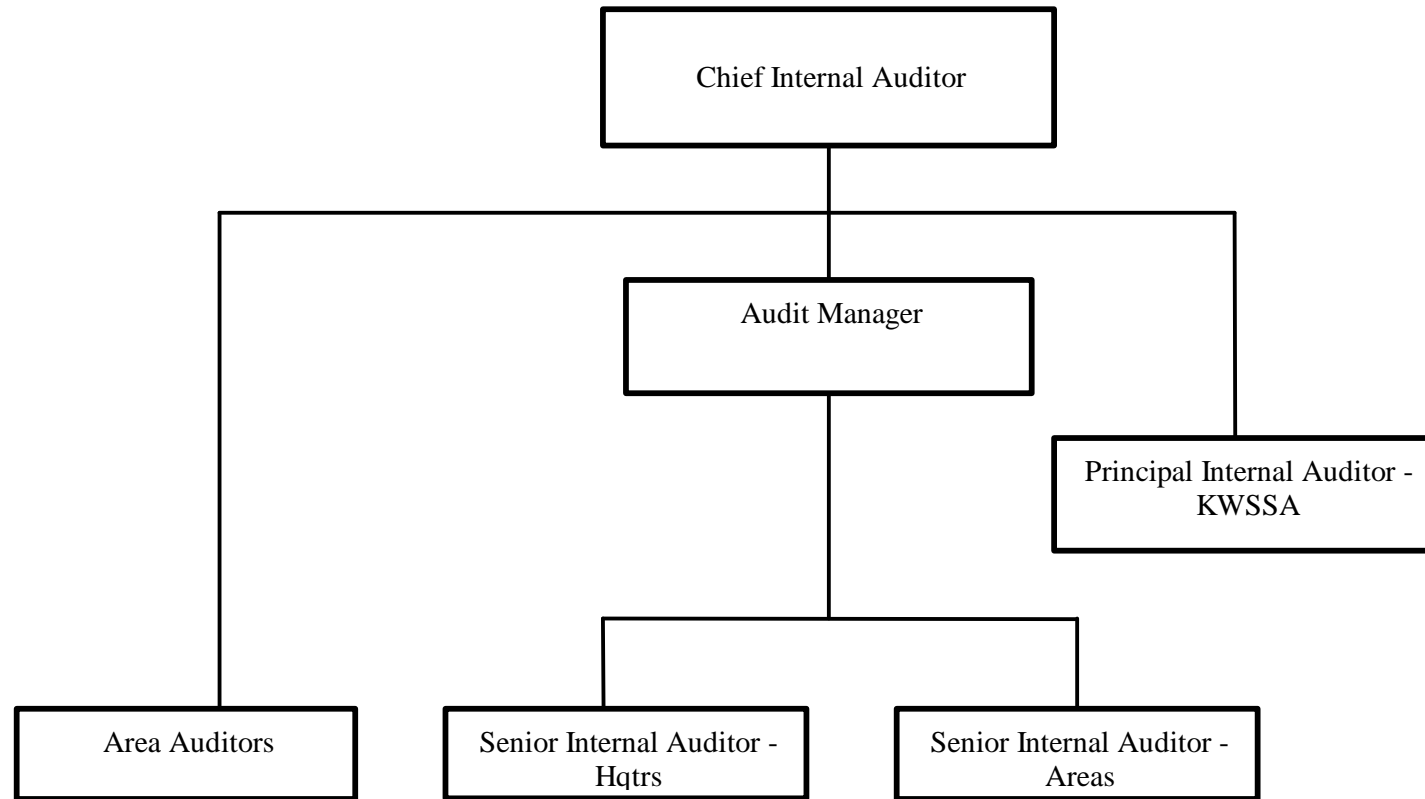 Chief Internal Auditor
Audit Manager
Principal Internal Auditor -
KWSSA
Area Auditors
Senior Internal Auditor -
Hqtrs
Senior Internal Auditor -
Areas